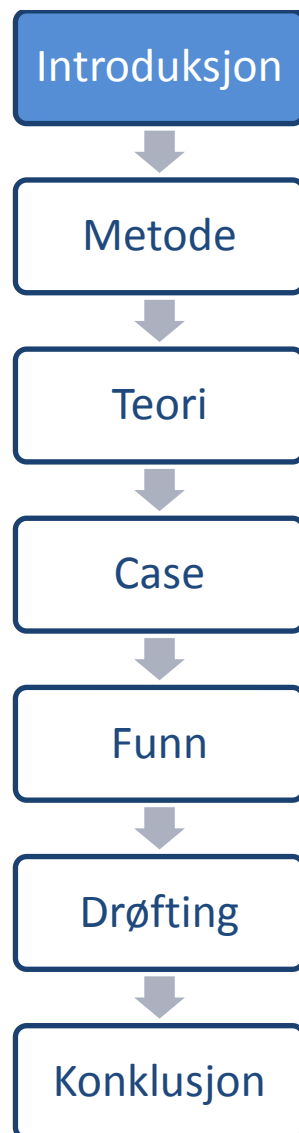 Introduksjon
Metode
Teori
Case
Funn
Drøfting
Konklusjon